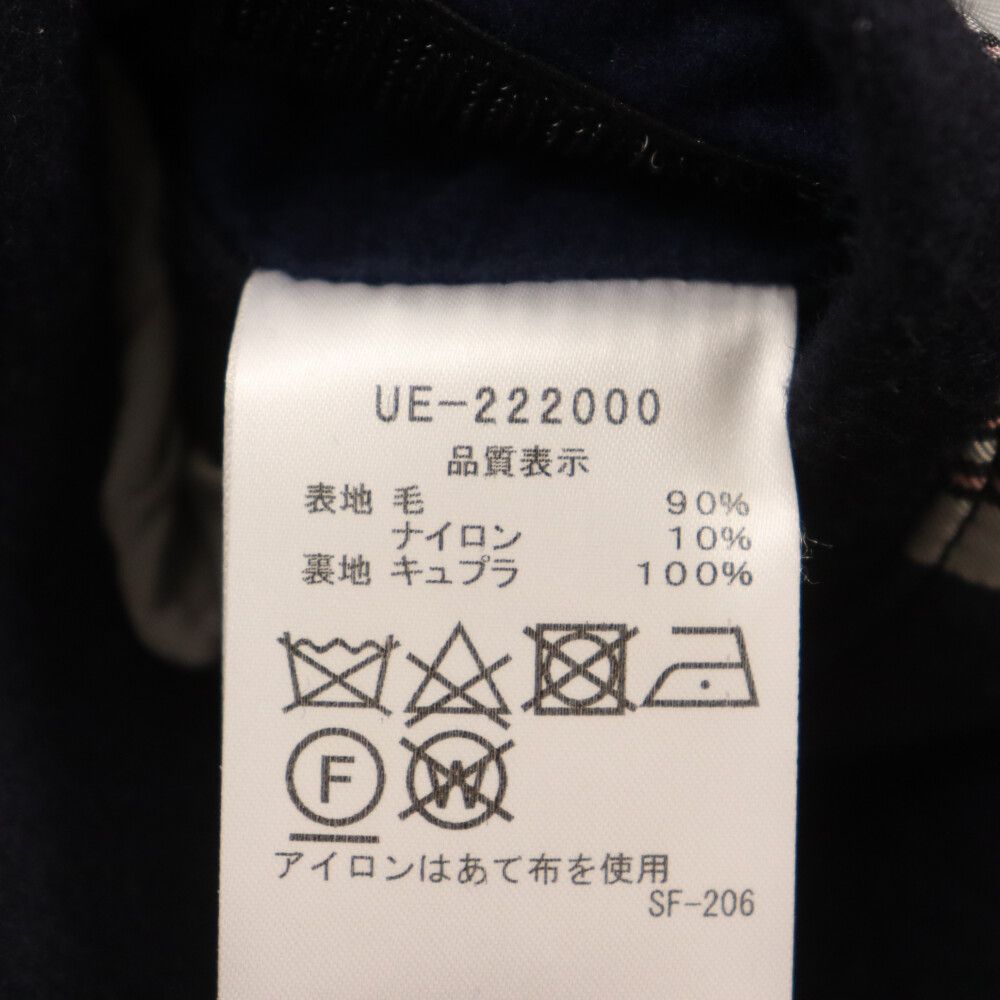 UE-222000
品質表示
表地 毛 90%
ナイロン 10%
裏地 キュプラ 100%
F W
アイロンはあて布を使用
SF-206